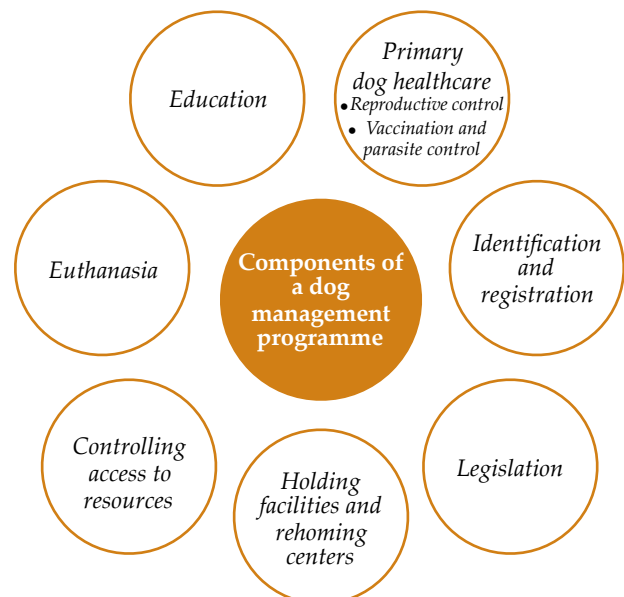 Education
Primary
dog healthcare
• Reproductive control
• Vaccination and
parasite control
Identification
and
registration
Legislation
Holding
facilities and
rehoming
centers
Controlling
access to
resources
Euthanasia
Components of
a dog
management
programme